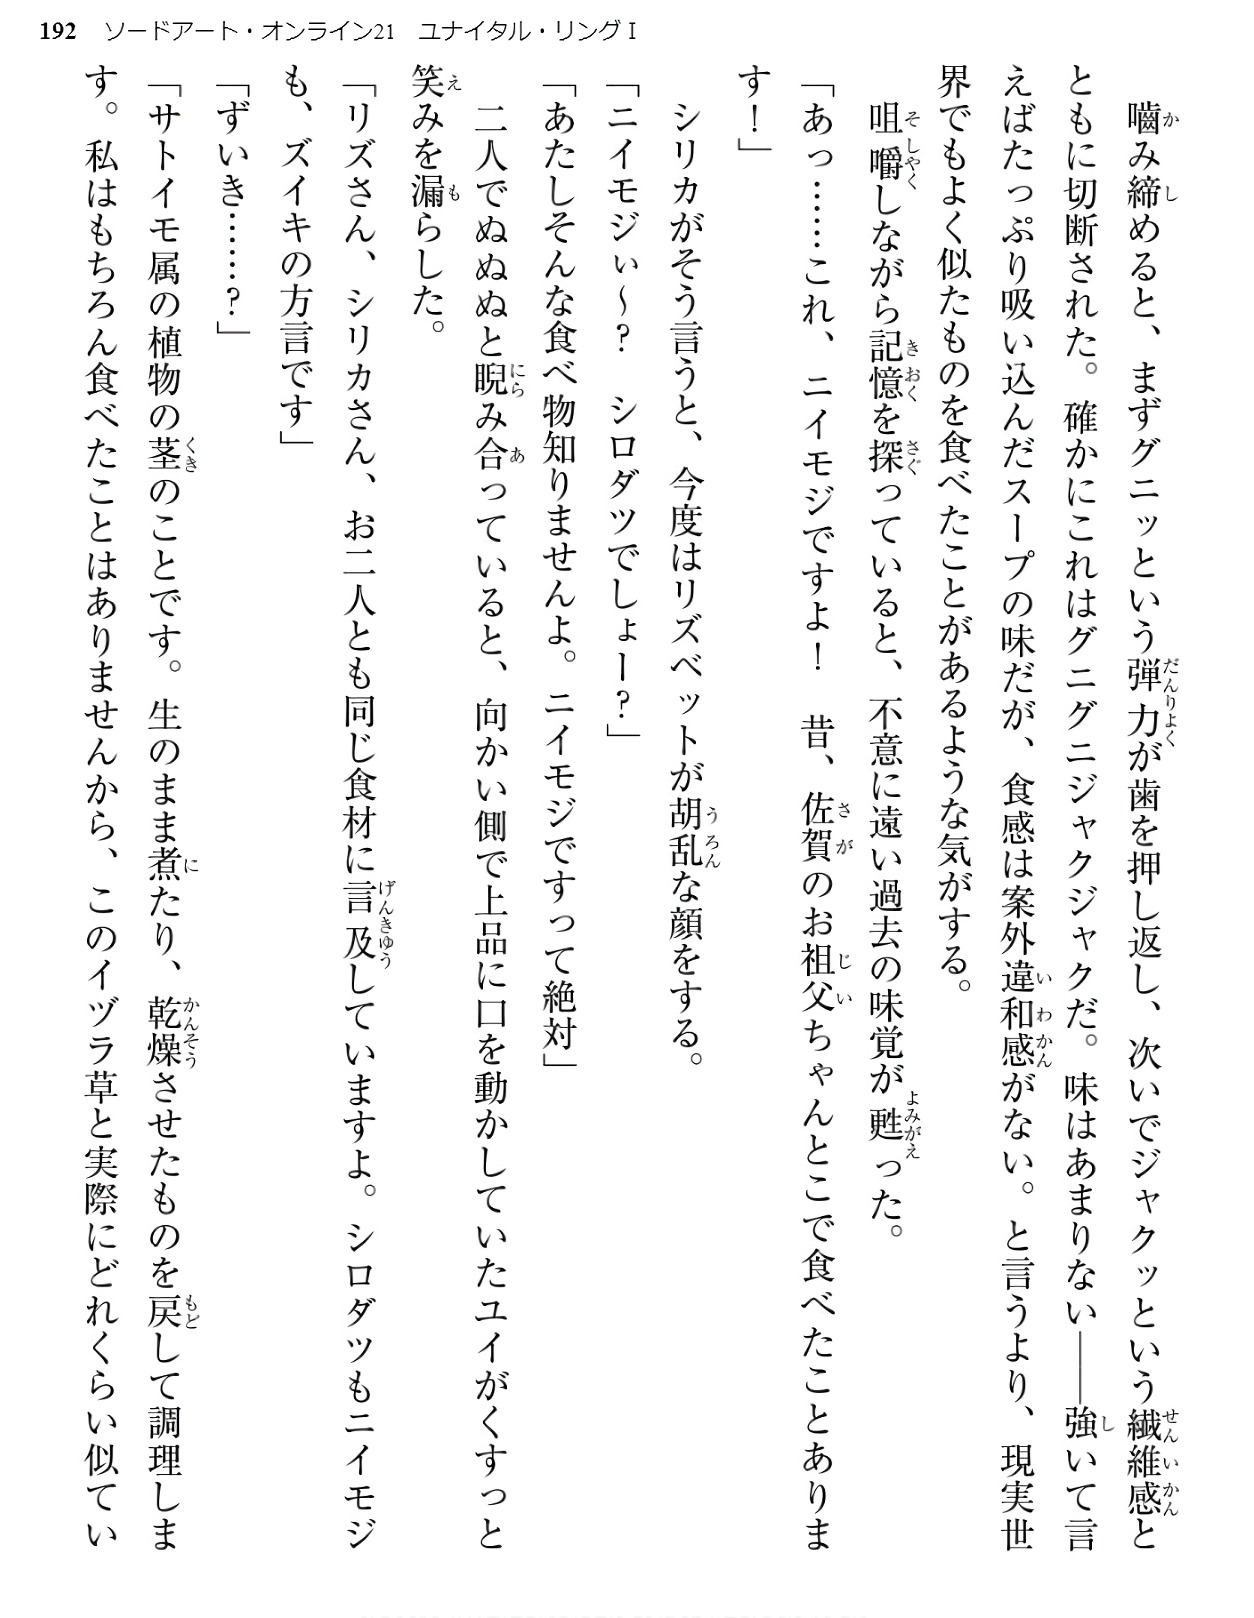 192 ソードアート・オンライン21 ユナイタル・リングⅠ
　噛み締めると、まずグニッという弾力が歯を押し返し、次いでジャクッという繊維感と
ともに切断された。確かにこれはグニグニジャクジャクだ。味はあまりない――強いて言
えばたっぷり吸い込んだスープの味だが、食感は案外違和感がない。と言うより、現実世
界でもよく似たものを食べたことがあるような気がする。
　咀嚼しながら記憶を探っていると、不意に遠い過去の味覚が甦った。
「あっ……これ、ニイモジですよ！　昔、佐賀のお祖父ちゃんとこで食べたことありま
す！」
　シリカがそう言うと、今度はリズベットが胡乱な顔をする。
「ニイモジぃ～？　シロダツでしょー？」
「あたしそんな食べ物知りませんよ。ニイモジですって絶対」
　二人でぬぬぬと睨み合っていると、向かい側で上品に口を動かしていたユイがくすっと
笑みを漏らした。
「リズさん、シリカさん、お二人とも同じ食材に言及していますよ。シロダツもニイモジ
も、ズイキの方言です」
「ずいき……？」
「サトイモ属の植物の茎のことです。生のまま煮たり、乾燥させたものを戻して調理しま
す。私はもちろん食べたことはありませんから、このイヅラ草と実際にどれくらい似てい